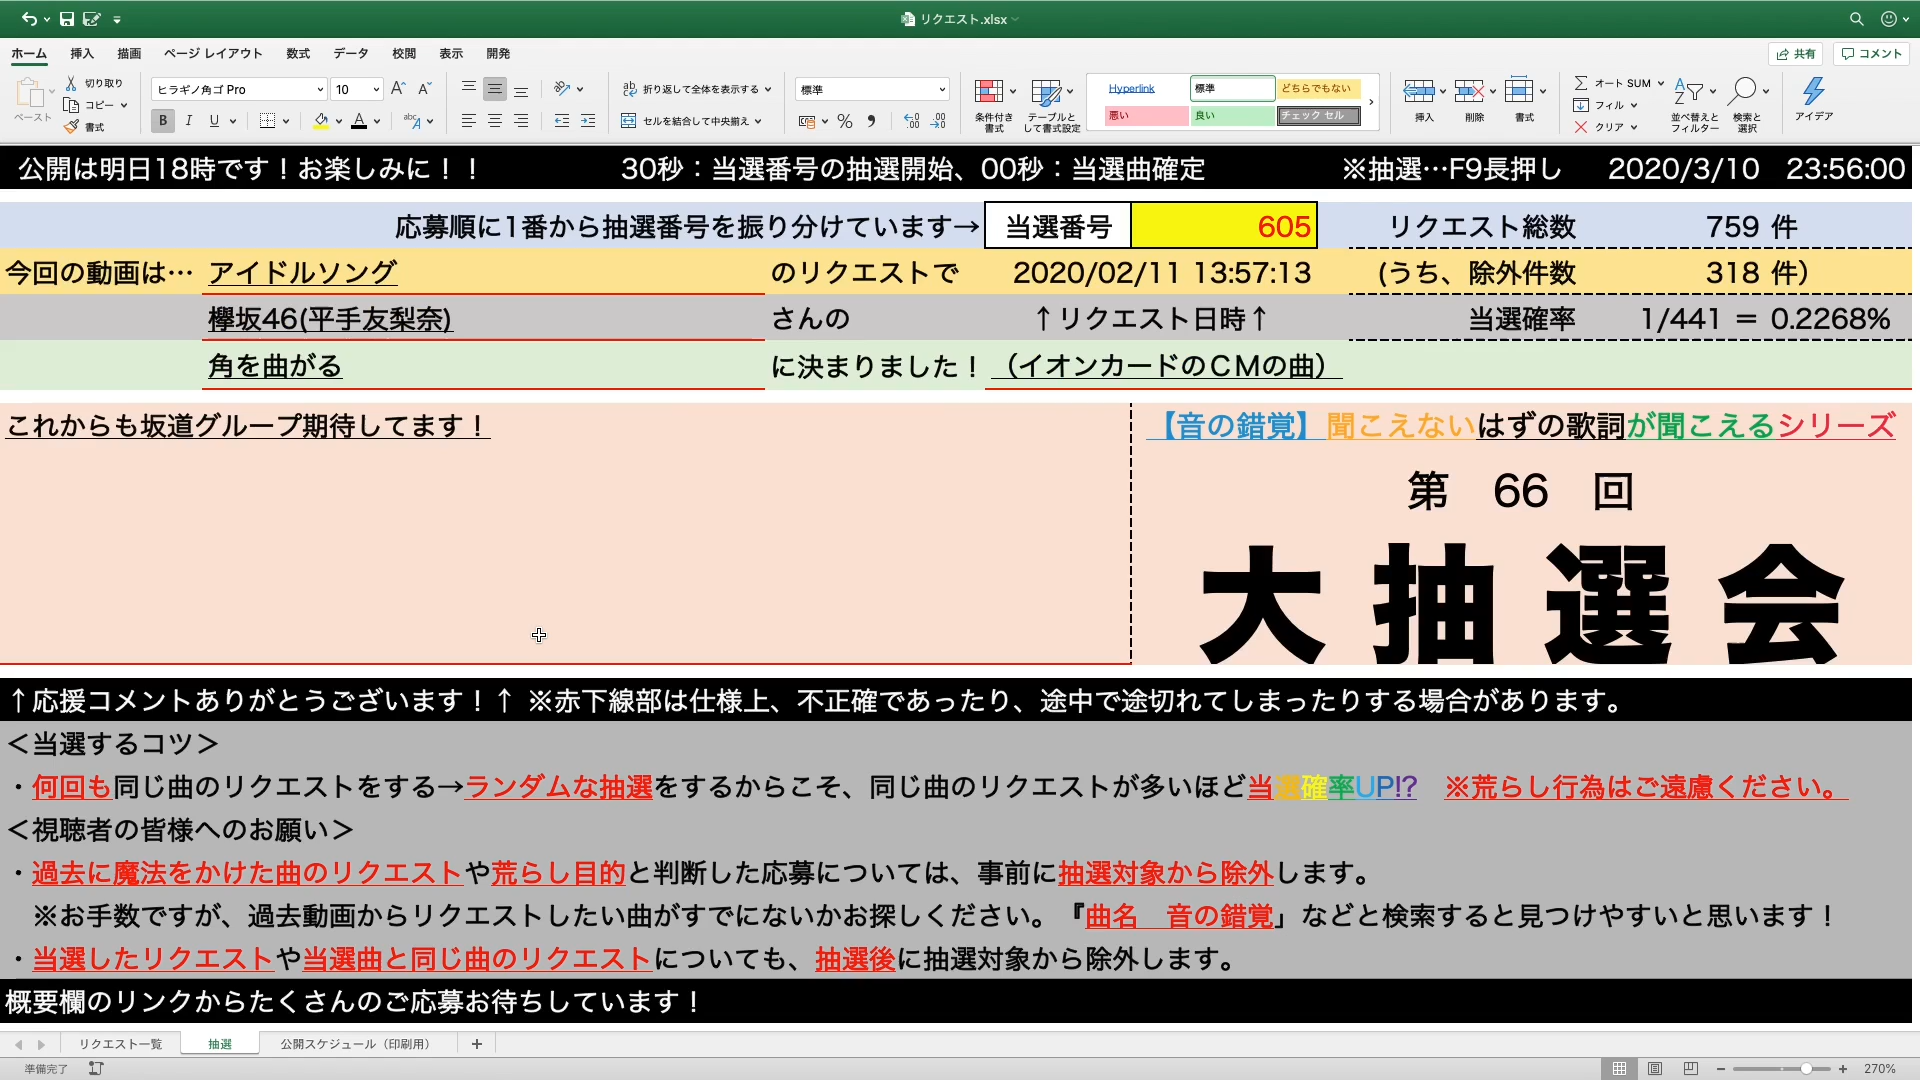 リクエスト.xlsx
ホーム 挿入 描画 ページ レイアウト 数式 データ 校閲 表示 開発 共有 コメント
ペースト 切り取り コピー 書式
ヒラギノ角ゴ Pro 10
B I U
折り返して全体を表示する
セルを結合して中央揃え
標準
条件付き書式 テーブルとして書式設定
Hyperlink 標準 どちらでもない
悪い 良い チェック セル
挿入 削除 書式
オート SUM
フィル
クリア
並べ替えとフィルター 検索と選択 アイデア
公開は明日18時です！お楽しみに！！ 30秒：当選番号の抽選開始、00秒：当選曲確定 ※抽選…F9長押し 2020/3/10 23:56:00
応募順に1番から抽選番号を振り分けています→ 当選番号 605 リクエスト総数 759 件
今回の動画は… アイドルソング のリクエストで 2020/02/11 13:57:13 (うち、除外件数 318 件）
欅坂46(平手友梨奈) さんの ↑リクエスト日時↑ 当選確率 1/441 ＝ 0.2268%
角を曲がる に決まりました！ （イオンカードのＣＭの曲）
これからも坂道グループ期待してます！
【音の錯覚】聞こえないはずの歌詞が聞こえるシリーズ
第 66 回
大抽選会
↑応援コメントありがとうございます！↑ ※赤下線部は仕様上、不正確であったり、途中で途切れてしまったりする場合があります。
＜当選するコツ＞
・何回も同じ曲のリクエストをする→ランダムな抽選をするからこそ、同じ曲のリクエストが多いほど当選確率UP!? ※荒らし行為はご遠慮ください。
＜視聴者の皆様へのお願い＞
・過去に魔法をかけた曲のリクエストや荒らし目的と判断した応募については、事前に抽選対象から除外します。
※お手数ですが、過去動画からリクエストしたい曲がすでにないかお探しください。『曲名 音の錯覚』などと検索すると見つけやすいと思います！
・当選したリクエストや当選曲と同じ曲のリクエストについても、抽選後に抽選対象から除外します。
概要欄のリンクからたくさんのご応募お待ちしています！
リクエスト一覧 抽選 公開スケジュール（印刷用） +
準備完了 270%